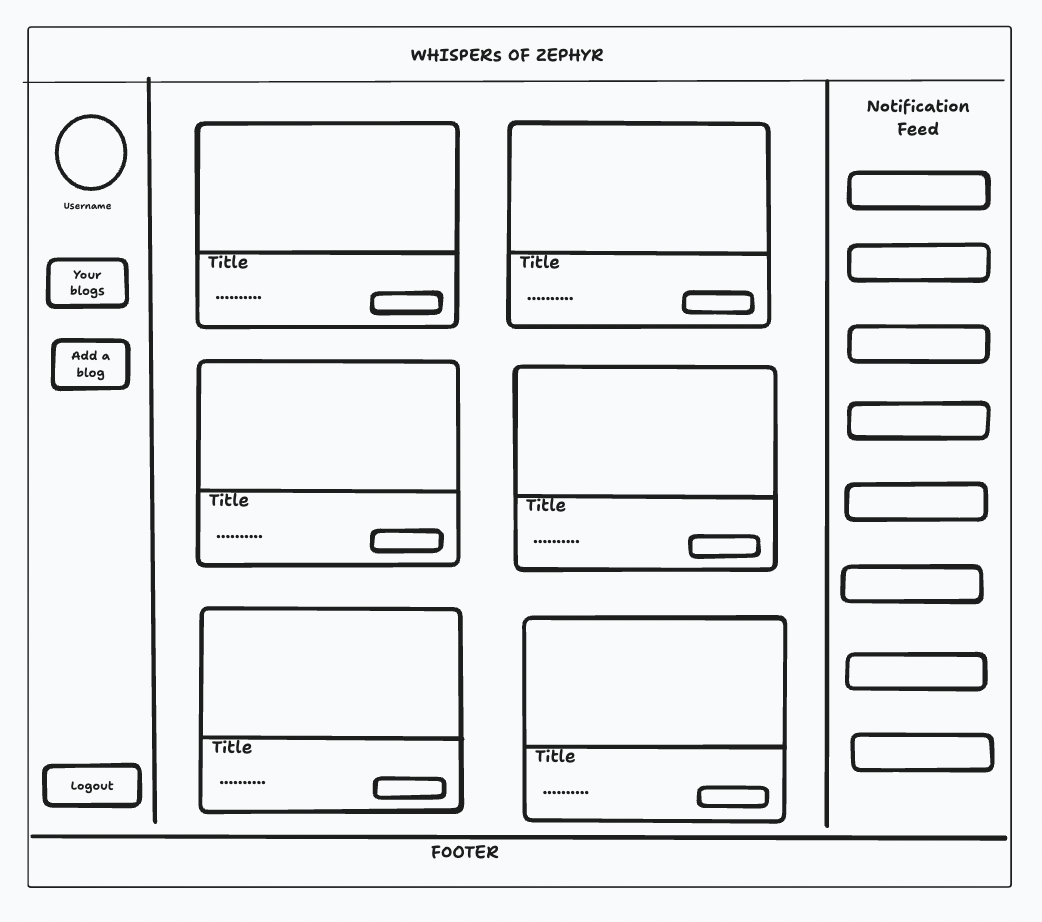 WHISPERs OF ZEPHYR
Username
Your
blogs
Add a
blog
Logout
Title
..........
Title
..........
Title
..........
Title
..........
Title
..........
Title
..........
Notification
Feed
FOOTER